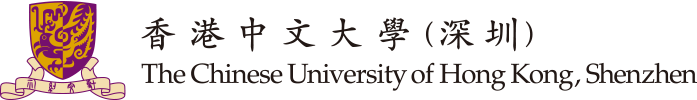 香港中文大學(深圳)
The Chinese University of Hong Kong, Shenzhen